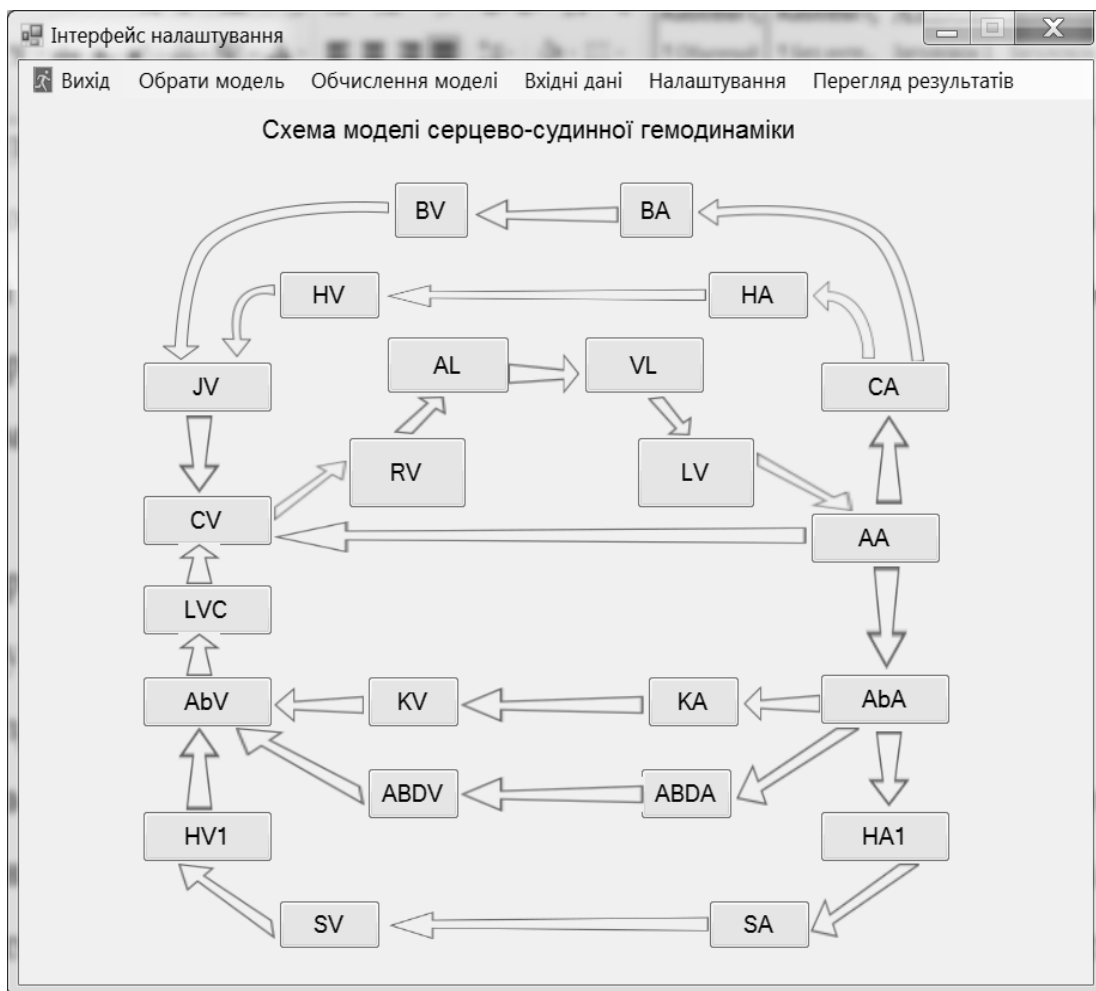 Інтерфейс налаштування
Вихід Обрати модель Обчислення моделі Вхідні дані Налаштування Перегляд результатів
Схема моделі серцево-судинної гемодинаміки
BV BA
HV HA
AL VL
JV CA
RV LV
CV AA
LVC
AbV KV KA AbA
ABDV ABDA
HV1 HA1
SV SA